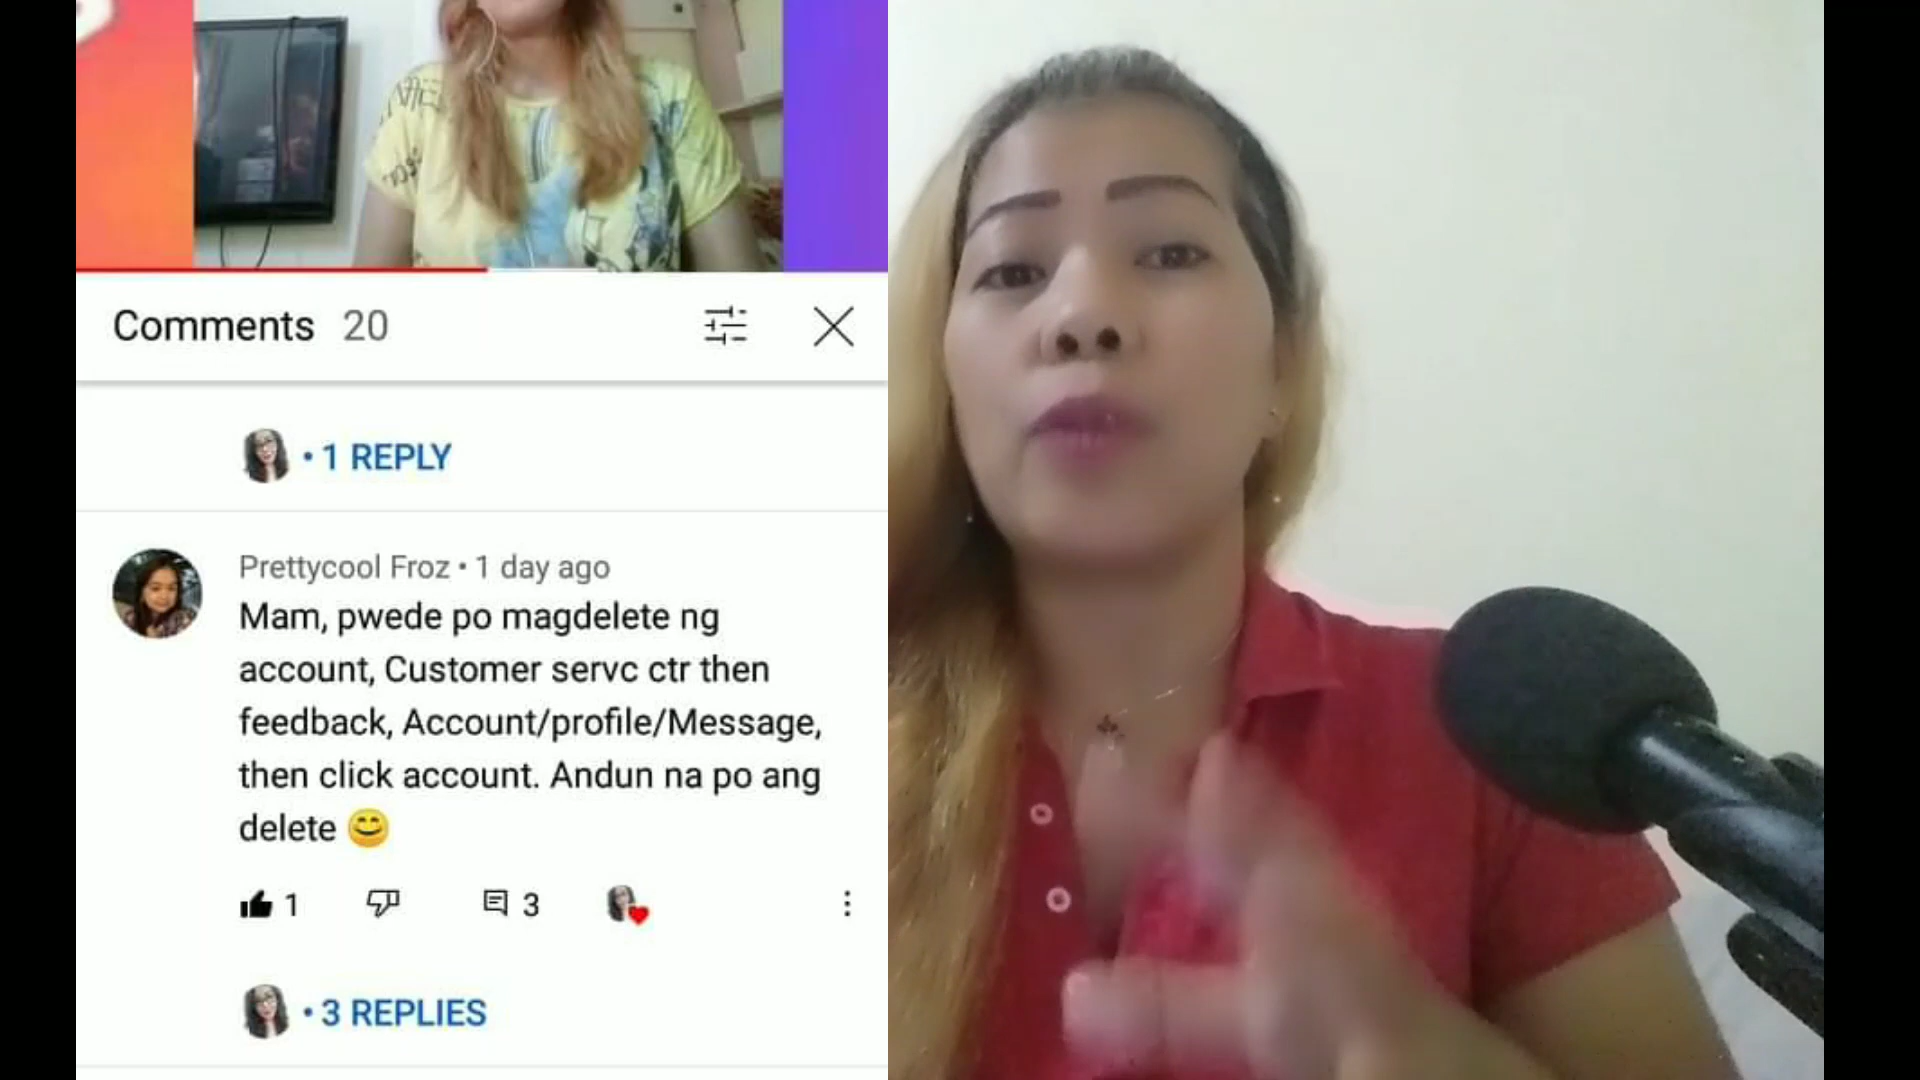 Comments 20
• 1 REPLY
Prettycool Froz • 1 day ago
Mam, pwede po magdelete ng
account, Customer servc ctr then
feedback, Account/profile/Message,
then click account. Andun na po ang
delete 😊
1 3
• 3 REPLIES